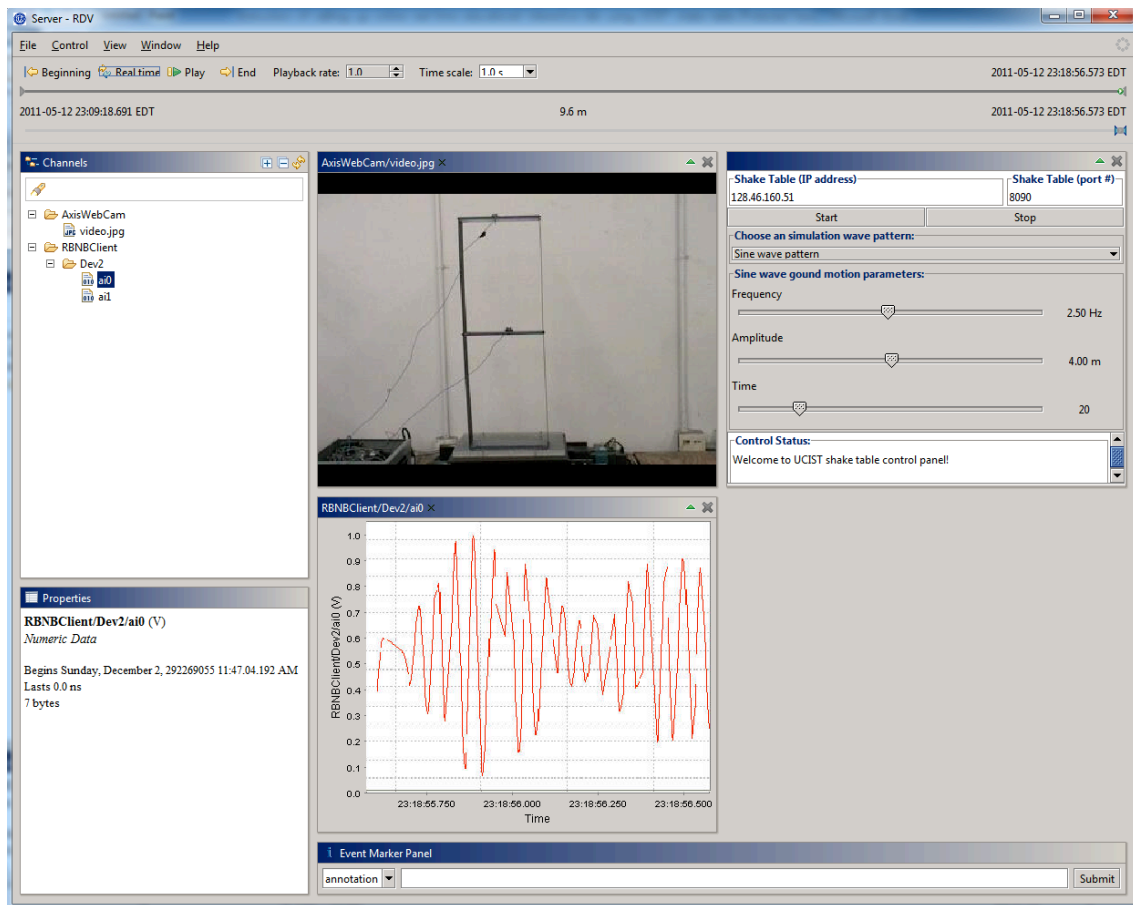 Server - RDV
File Control View Window Help
Beginning Real time Play End Playback rate: 1.0 Time scale: 1.0 s 2011-05-12 23:18:56.573 EDT
2011-05-12 23:09:18.691 EDT 9.6 m 2011-05-12 23:18:56.573 EDT
Channels
AxisWebCam
video.jpg
RBNBClient
Dev2
ai0
ai1
Properties
RBNBClient/Dev2/ai0 (V)
Numeric Data
Begins Sunday, December 2, 292269055 11:47.04.192 AM
Lasts 0.0 ns
7 bytes
AxisWebCam/video.jpg
RBNBClient/Dev2/ai0
RBNBClient/Dev2/ai0 (V)
1.0
0.9
0.8
0.7
0.6
0.5
0.4
0.3
0.2
0.1
0.0
23:18:55.750 23:18:56.000 23:18:56.250 23:18:56.500
Time
Shake Table (IP address) Shake Table (port #)
128.46.160.51 8090
Start Stop
Choose an simulation wave pattern:
Sine wave pattern
Sine wave gound motion parameters:
Frequency
2.50 Hz
Amplitude
4.00 m
Time
20
Control Status:
Welcome to UCIST shake table control panel!
Event Marker Panel
annotation Submit